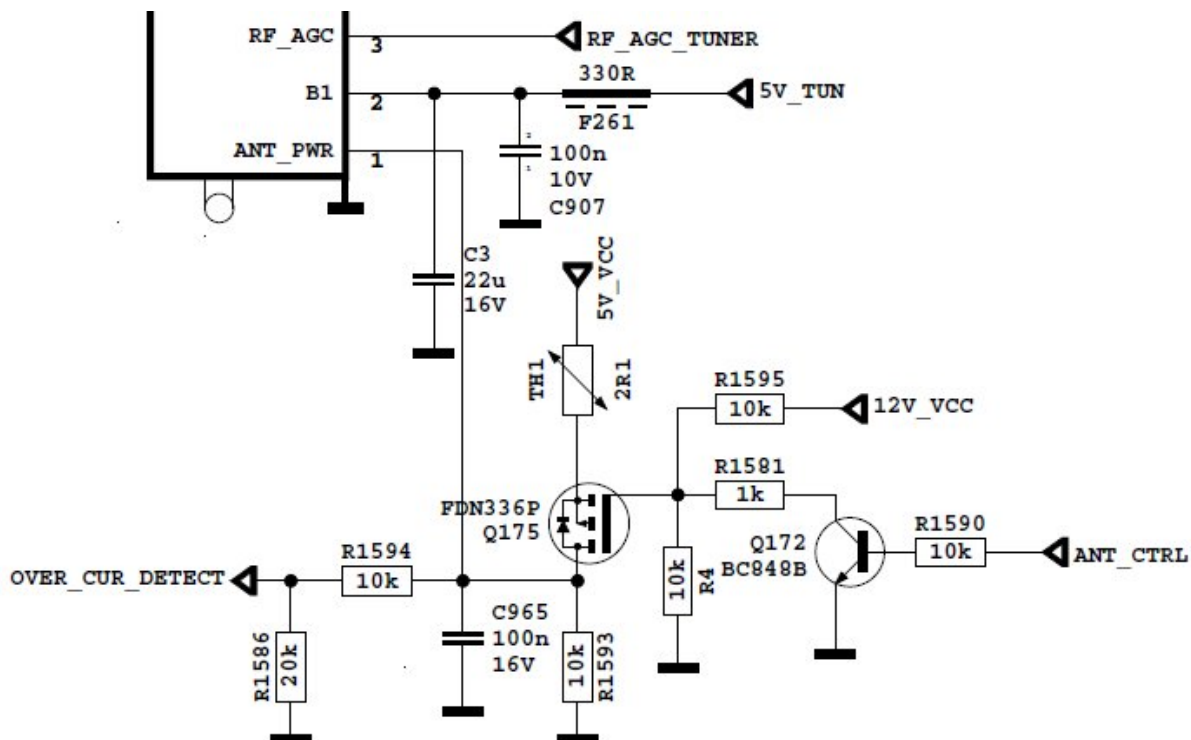 RF_AGC 3 RF_AGC_TUNER
330R
B1 2 5V_TUN
F261
ANT_PWR 1
100n
10V
C907
C3
22u
16V
5V_VCC
TH1
2R1
R1595
10k 12V_VCC
R1581
1k
FDN336P
Q175
R1590
10k ANT_CTRL
Q172
BC848B
10k
R4
R1594
OVER_CUR_DETECT 10k
C965
100n
16V
R1586
20k
10k
R1593